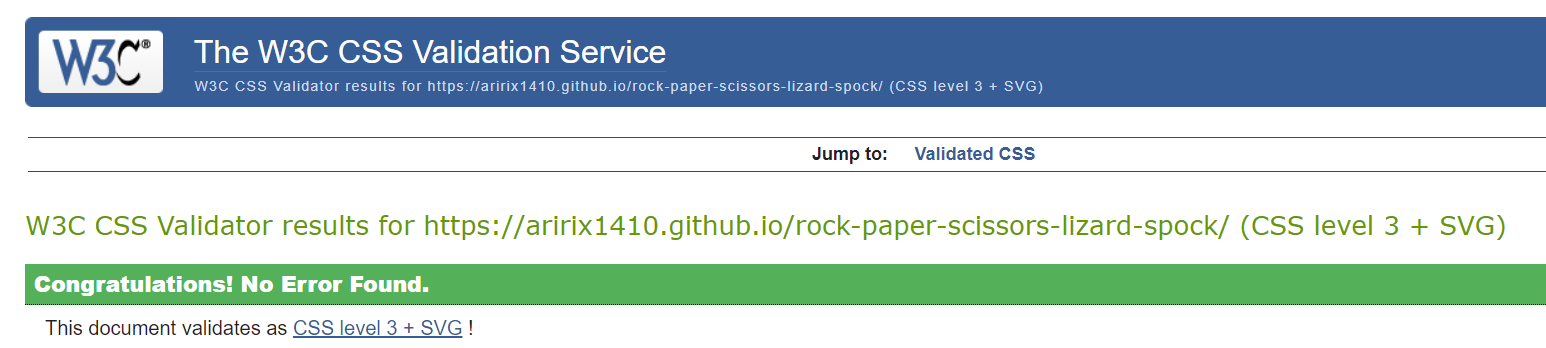 W3C®
The W3C CSS Validation Service
W3C CSS Validator results for https://aririx1410.github.io/rock-paper-scissors-lizard-spock/ (CSS level 3 + SVG)
Jump to: Validated CSS
W3C CSS Validator results for https://aririx1410.github.io/rock-paper-scissors-lizard-spock/ (CSS level 3 + SVG)
Congratulations! No Error Found.
This document validates as CSS level 3 + SVG !